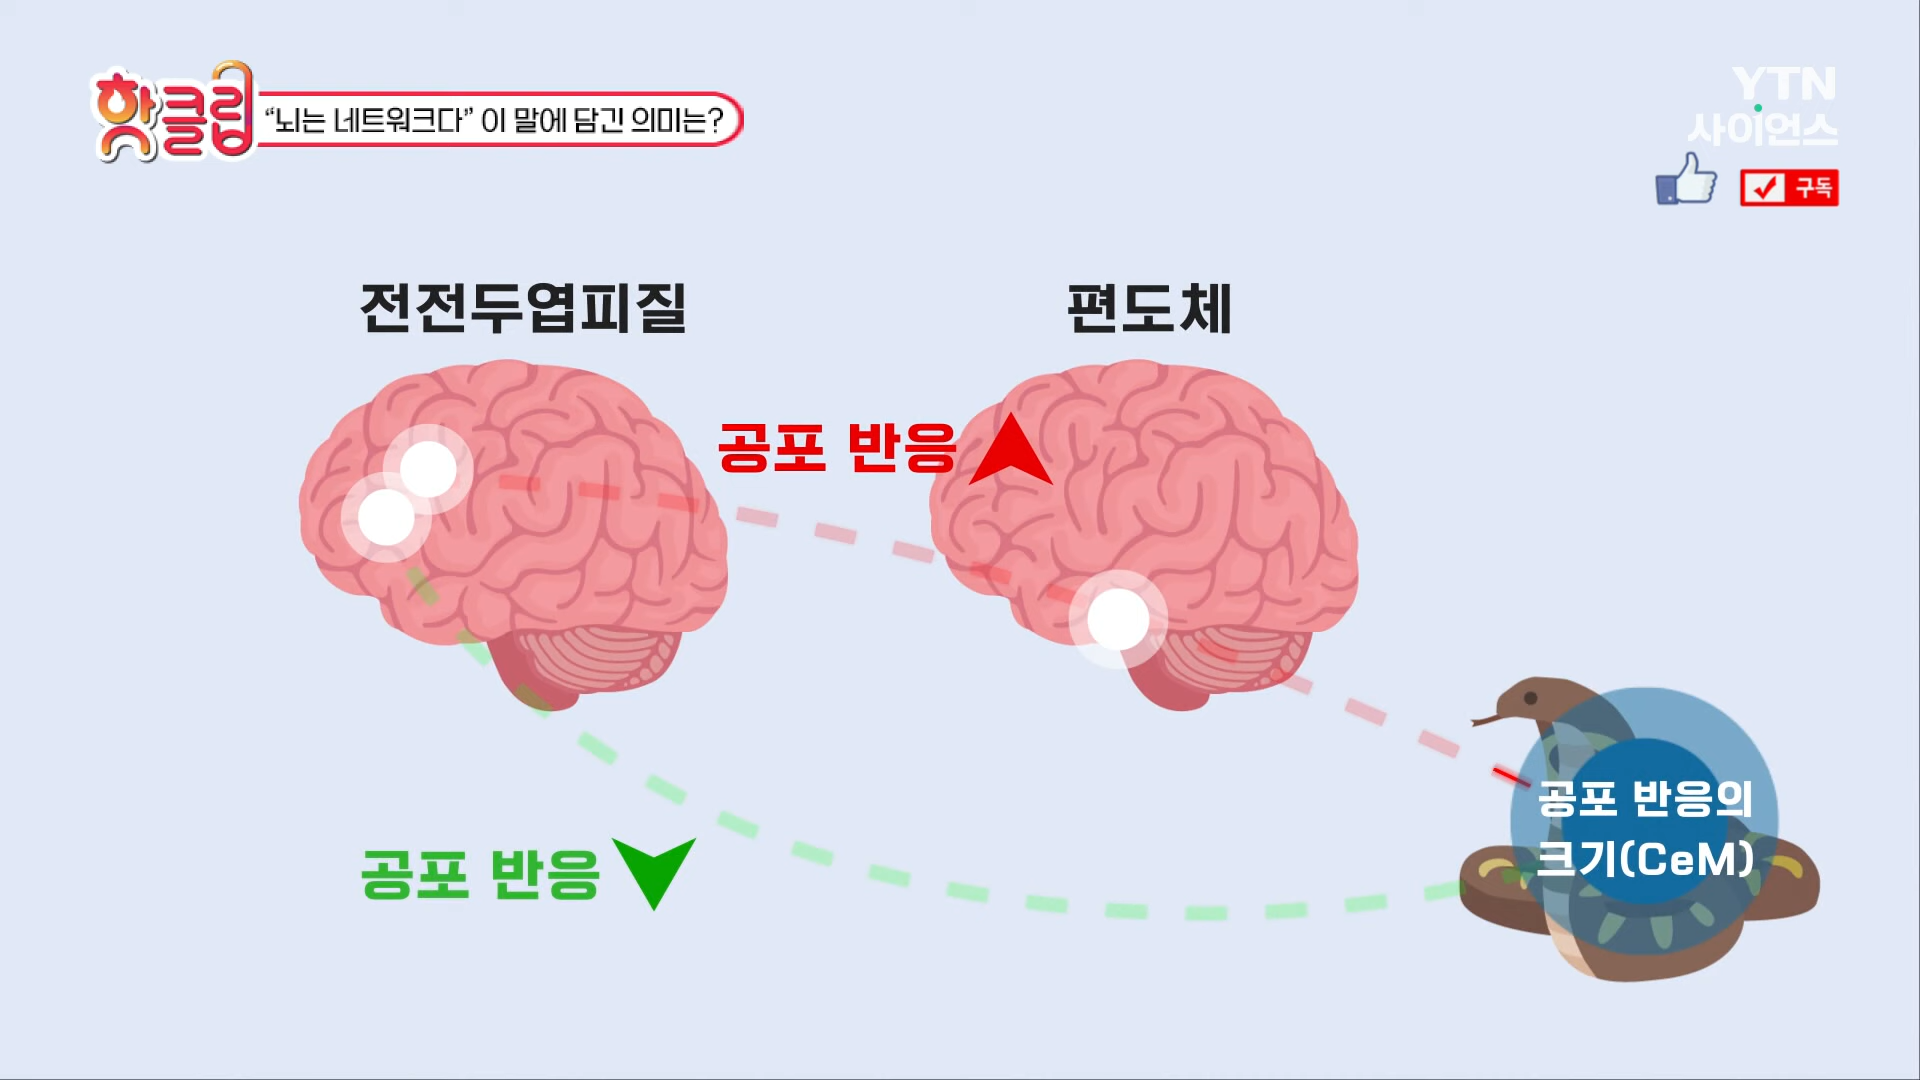 핫클립
“뇌는 네트워크다” 이 말에 담긴 의미는?
YTN
사이언스
구독
전전두엽피질
편도체
공포 반응
공포 반응의
크기(CeM)
공포 반응